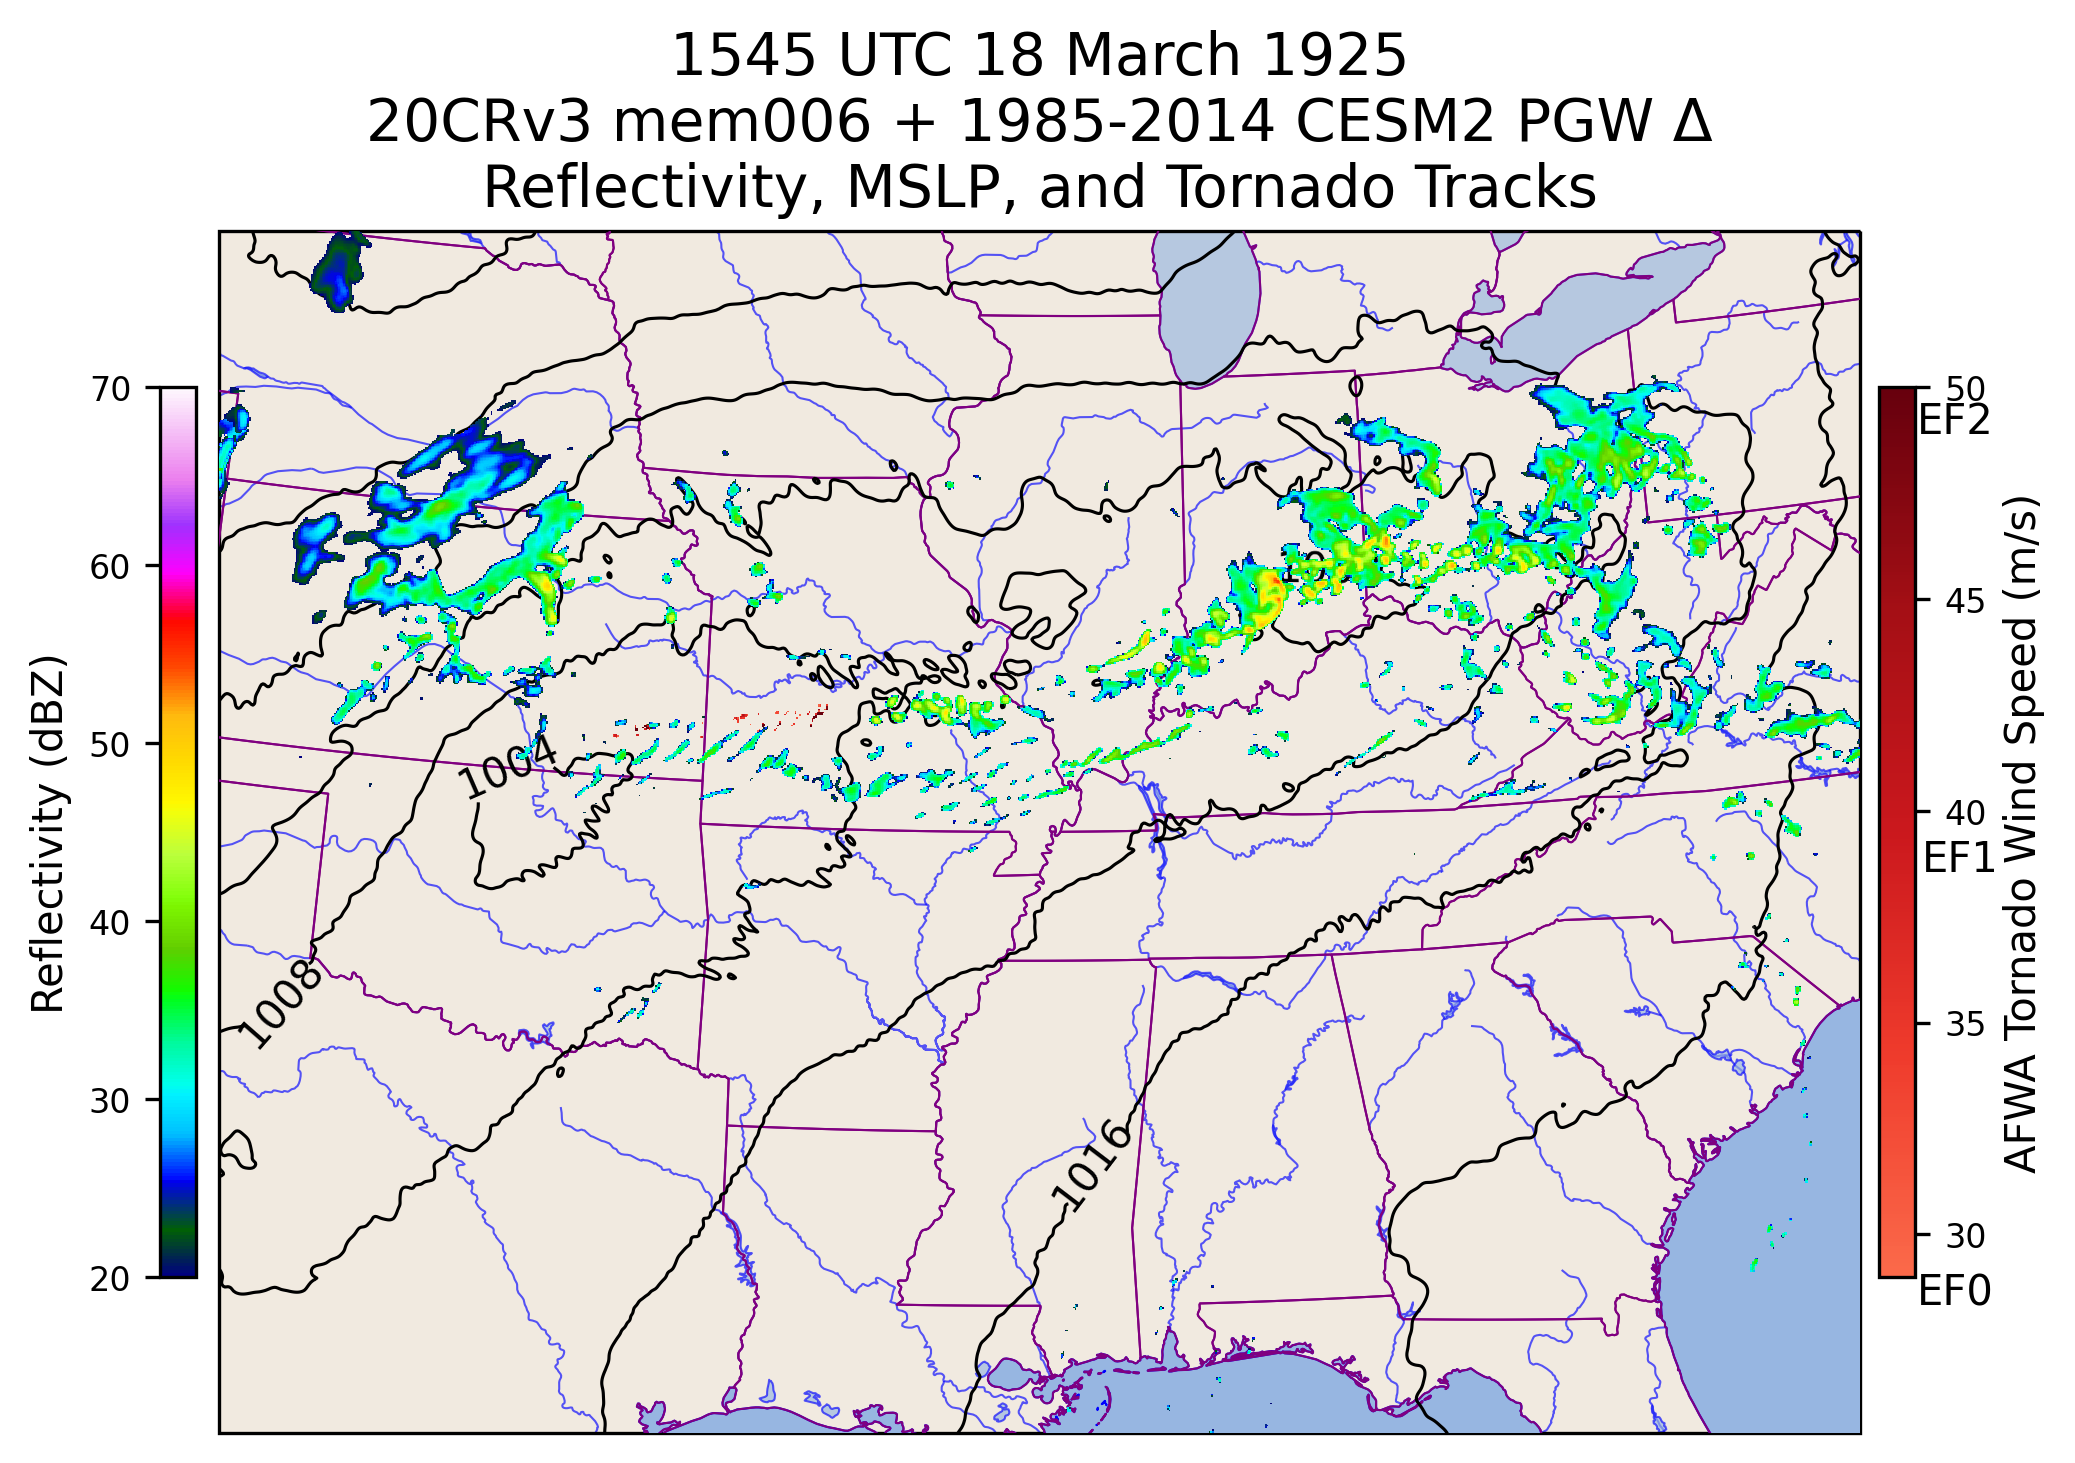 1545 UTC 18 March 1925
20CRv3 mem006 + 1985-2014 CESM2 PGW Δ
Reflectivity, MSLP, and Tornado Tracks
70
60
50
40
30
20
Reflectivity (dBZ)
1004
1008
1016
50
EF2
45
40
EF1
35
30
EF0
AFWA Tornado Wind Speed (m/s)